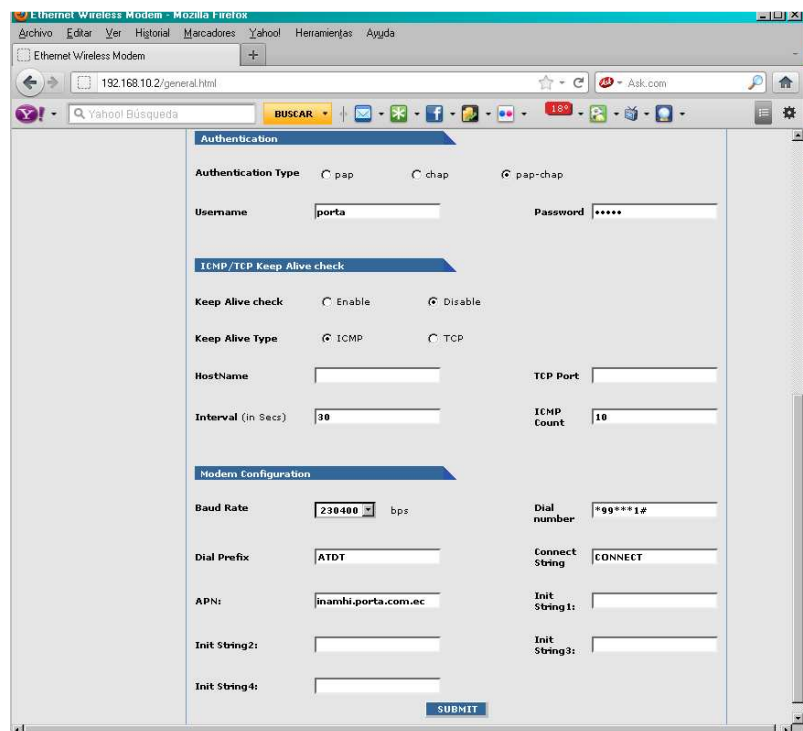 Ethernet Wireless Modem - Mozilla Firefox
Archivo Editar Ver Historial Marcadores Yahoo! Herramientas Ayuda
Ethernet Wireless Modem
192.168.10.2/general.html Ask.com
Y! Yahoo! Búsqueda BUSCAR 18°
Authentication
Authentication Type pap chap pap-chap
Username porta Password •••••
ICMP/TCP Keep Alive check
Keep Alive check Enable Disable
Keep Alive Type ICMP TCP
HostName TCP Port
Interval (in Secs) 30 ICMP Count 10
Modem Configuration
Baud Rate 230400 bps Dial number *99***1#
Dial Prefix ATDT Connect String CONNECT
APN: inamhi.porta.com.ec Init String1:
Init String2: Init String3:
Init String4:
SUBMIT